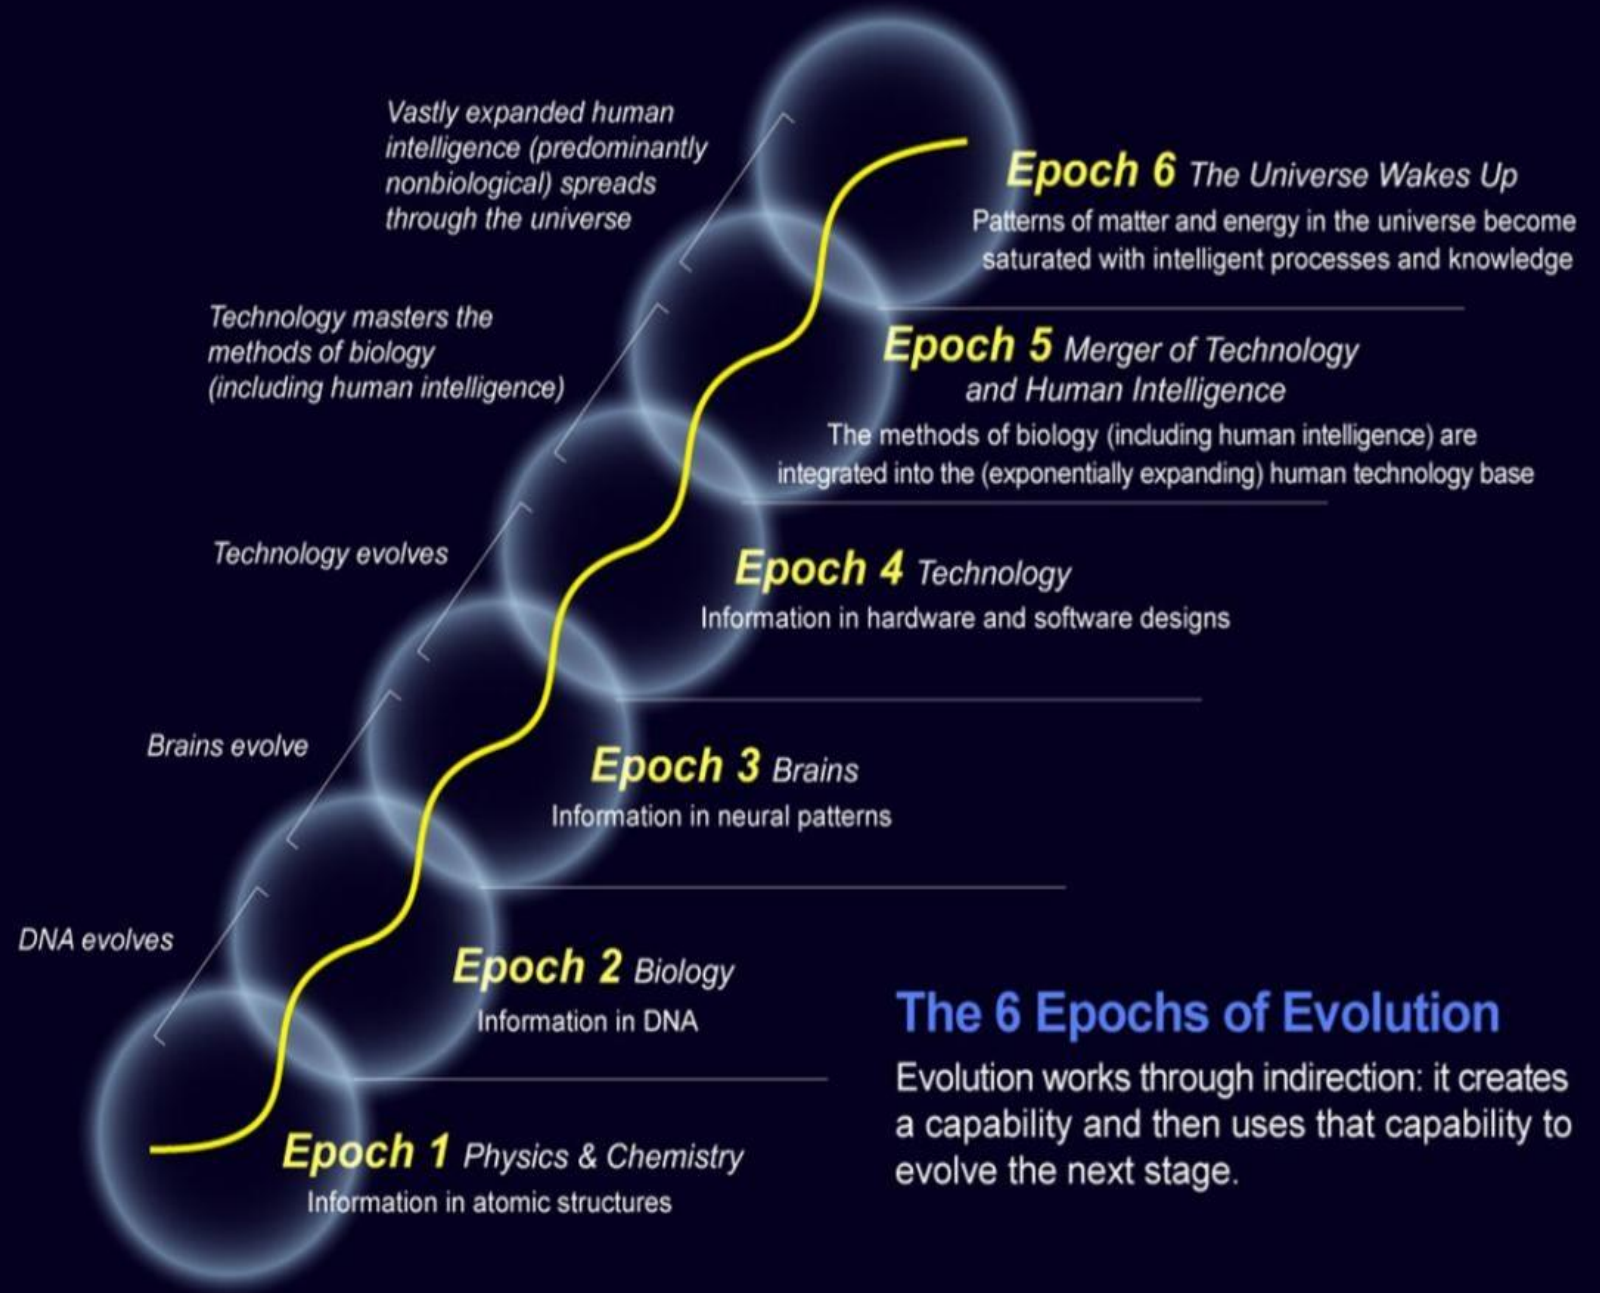 Vastly expanded human
intelligence (predominantly
nonbiological) spreads
through the universe
Epoch 6 The Universe Wakes Up
Patterns of matter and energy in the universe become
saturated with intelligent processes and knowledge
Technology masters the
methods of biology
(including human intelligence)
Epoch 5 Merger of Technology
and Human Intelligence
The methods of biology (including human intelligence) are
integrated into the (exponentially expanding) human technology base
Technology evolves
Epoch 4 Technology
Information in hardware and software designs
Brains evolve
Epoch 3 Brains
Information in neural patterns
DNA evolves
Epoch 2 Biology
Information in DNA
Epoch 1 Physics & Chemistry
Information in atomic structures
The 6 Epochs of Evolution
Evolution works through indirection: it creates
a capability and then uses that capability to
evolve the next stage.